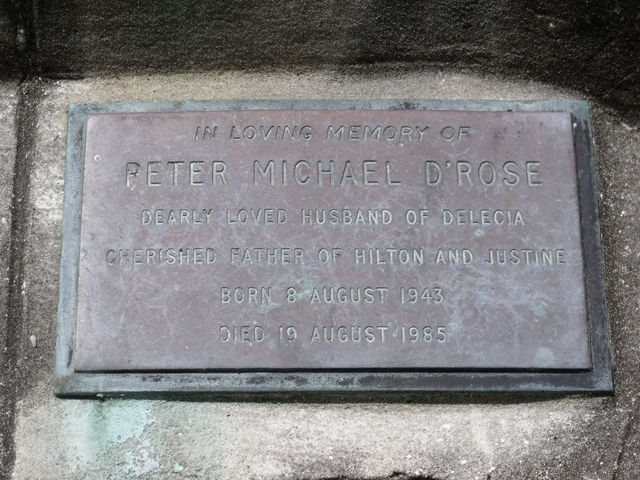 IN LOVING MEMORY OF
PETER MICHAEL D'ROSE
DEARLY LOVED HUSBAND OF DELECIA
CHERISHED FATHER OF HILTON AND JUSTINE
BORN 8 AUGUST 1943
DIED 19 AUGUST 1985